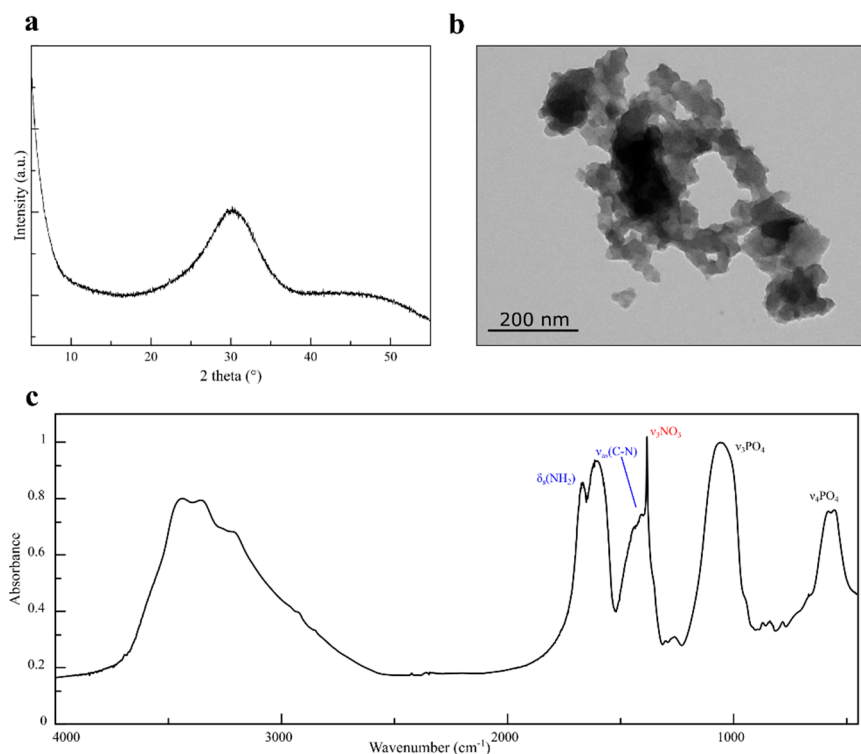 a
Intensity (a.u.)
10 20 30 40 50
2 theta (°)
b
200 nm
c
Absorbance
1
0.8
0.6
0.4
0.2
0
δₐ(NH₂)
νₐₛ(C-N)
ν₃NO₃
ν₃PO₄
ν₄PO₄
4000 3000 2000 1000
Wavenumber (cm⁻¹)